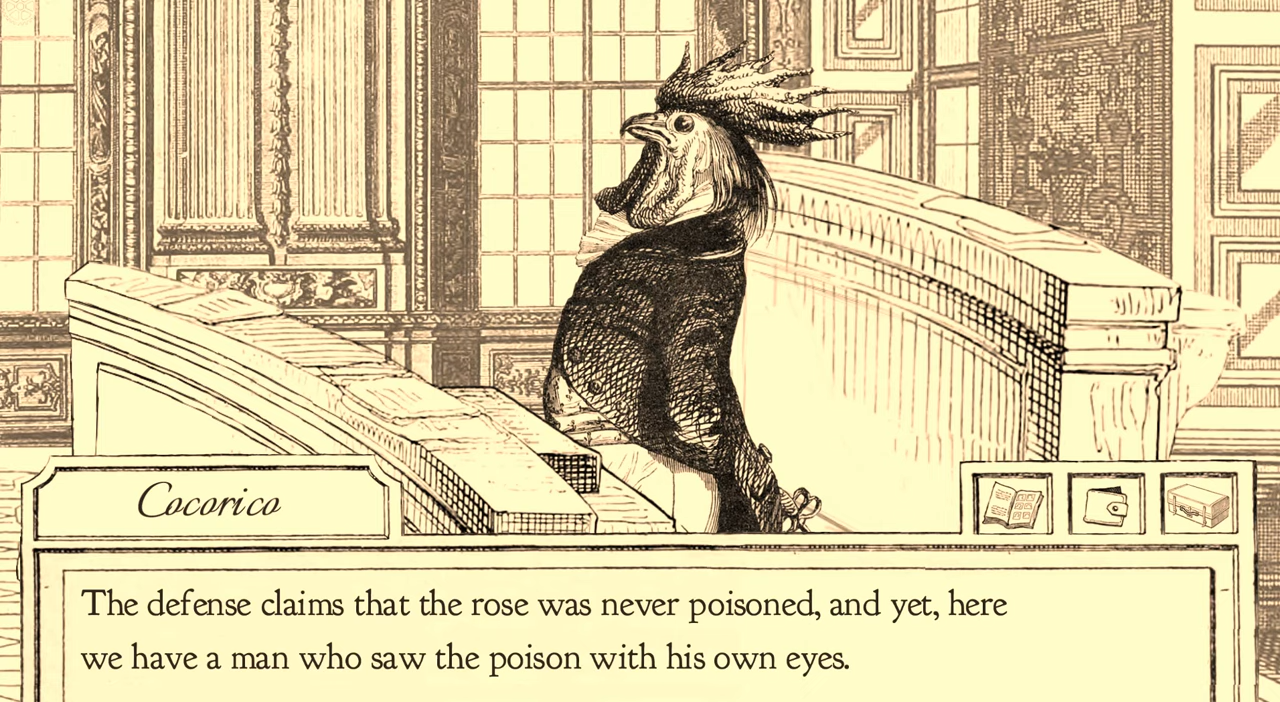 Cocorico
The defense claims that the rose was never poisoned, and yet, here
we have a man who saw the poison with his own eyes.